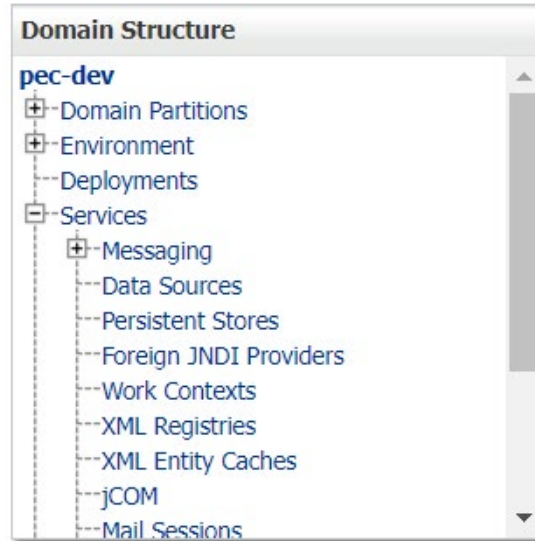 Domain Structure
pec-dev
Domain Partitions
Environment
Deployments
Services
Messaging
Data Sources
Persistent Stores
Foreign JNDI Providers
Work Contexts
XML Registries
XML Entity Caches
jCOM
Mail Sessions